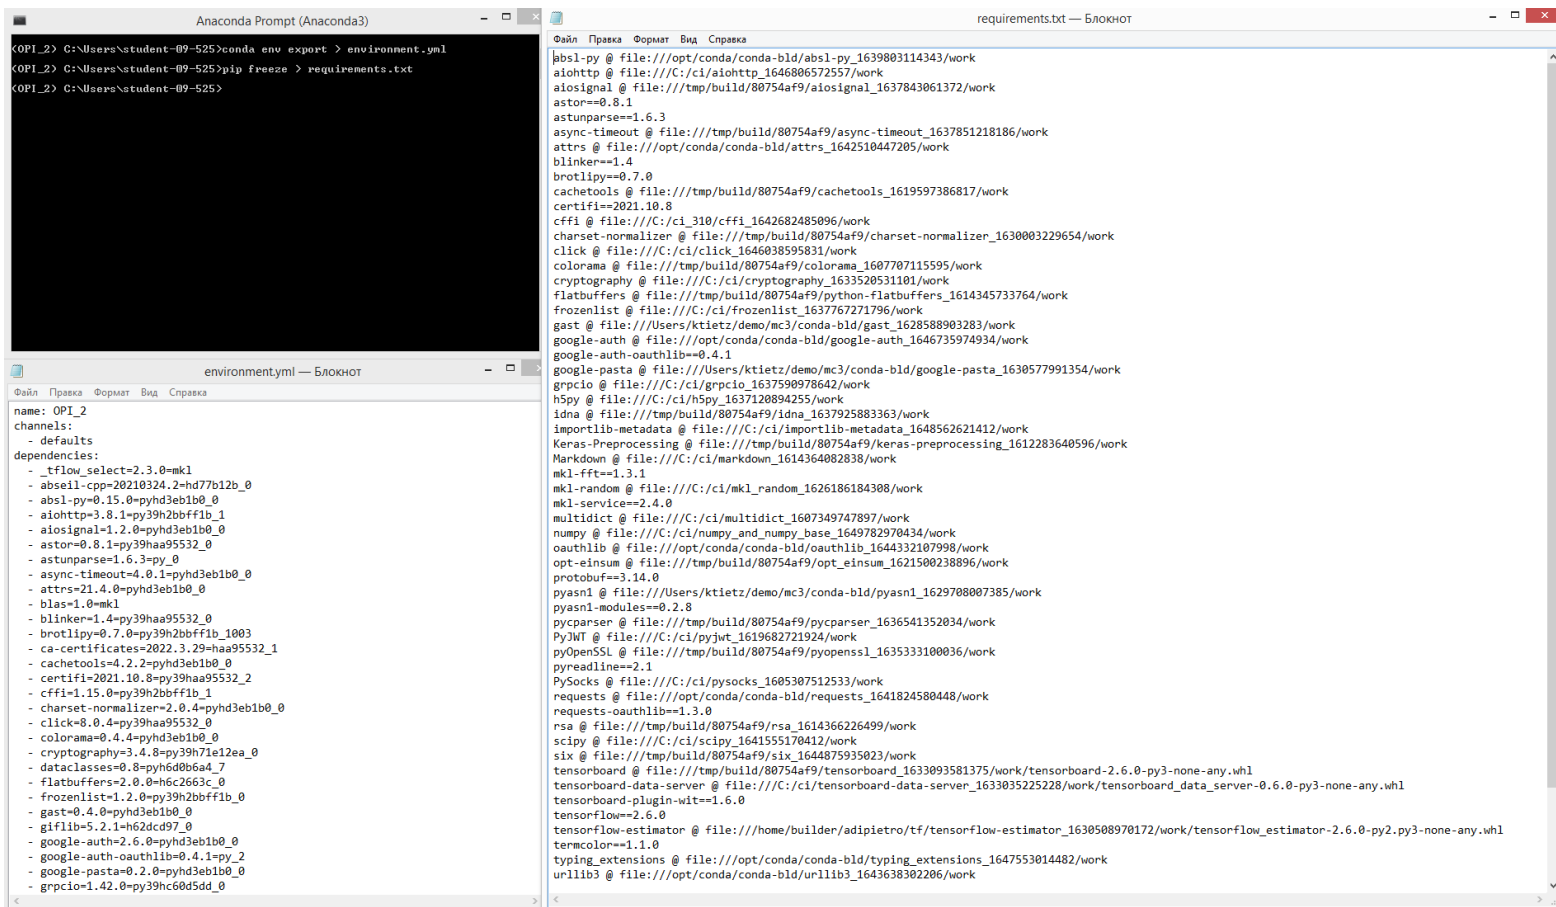 Anaconda Prompt (Anaconda3)
(OPI_2) C:\Users\student-09-525>conda env export > environment.yml
(OPI_2) C:\Users\student-09-525>pip freeze > requirements.txt
(OPI_2) C:\Users\student-09-525>
environment.yml — Блокнот
Файл Правка Формат Вид Справка
name: OPI_2
channels:
  - defaults
dependencies:
  - _tflow_select=2.3.0=mkl
  - abseil-cpp=20210324.2=hd77b12b_0
  - absl-py=0.15.0=pyhd3eb1b0_0
  - aiohttp=3.8.1=py39h2bbff1b_1
  - aiosignal=1.2.0=pyhd3eb1b0_0
  - astor=0.8.1=py39haa95532_0
  - astunparse=1.6.3=py_0
  - async-timeout=4.0.1=pyhd3eb1b0_0
  - attrs=21.4.0=pyhd3eb1b0_0
  - blas=1.0=mkl
  - blinker=1.4=py39haa95532_0
  - brotlipy=0.7.0=py39h2bbff1b_1003
  - ca-certificates=2022.3.29=haa95532_1
  - cachetools=4.2.2=pyhd3eb1b0_0
  - certifi=2021.10.8=py39haa95532_2
  - cffi=1.15.0=py39h2bbff1b_1
  - charset-normalizer=2.0.4=pyhd3eb1b0_0
  - click=8.0.4=py39haa95532_0
  - colorama=0.4.4=pyhd3eb1b0_0
  - cryptography=3.4.8=py39h71e12ea_0
  - dataclasses=0.8=pyh6d0b6a4_7
  - flatbuffers=2.0.0=h6c2663c_0
  - frozenlist=1.2.0=py39h2bbff1b_0
  - gast=0.4.0=pyhd3eb1b0_0
  - giflib=5.2.1=h62dcd97_0
  - google-auth=2.6.0=pyhd3eb1b0_0
  - google-auth-oauthlib=0.4.1=py_2
  - google-pasta=0.2.0=pyhd3eb1b0_0
  - grpcio=1.42.0=py39hc60d5dd_0
requirements.txt — Блокнот
Файл Правка Формат Вид Справка
absl-py @ file:///opt/conda/conda-bld/absl-py_1639803114343/work
aiohttp @ file:///C:/ci/aiohttp_1646806572557/work
aiosignal @ file:///tmp/build/80754af9/aiosignal_1637843061372/work
astor==0.8.1
astunparse==1.6.3
async-timeout @ file:///tmp/build/80754af9/async-timeout_1637851218186/work
attrs @ file:///opt/conda/conda-bld/attrs_1642510447205/work
blinker==1.4
brotlipy==0.7.0
cachetools @ file:///tmp/build/80754af9/cachetools_1619597386817/work
certifi==2021.10.8
cffi @ file:///C:/ci_310/cffi_1642682485096/work
charset-normalizer @ file:///tmp/build/80754af9/charset-normalizer_1630003229654/work
click @ file:///C:/ci/click_1646038595831/work
colorama @ file:///tmp/build/80754af9/colorama_1607707115595/work
cryptography @ file:///C:/ci/cryptography_1633520531101/work
flatbuffers @ file:///tmp/build/80754af9/python-flatbuffers_1614345733764/work
frozenlist @ file:///C:/ci/frozenlist_1637767271796/work
gast @ file:///Users/ktietz/demo/mc3/conda-bld/gast_1628588903283/work
google-auth @ file:///opt/conda/conda-bld/google-auth_1646735974934/work
google-auth-oauthlib==0.4.1
google-pasta @ file:///Users/ktietz/demo/mc3/conda-bld/google-pasta_1630577991354/work
grpcio @ file:///C:/ci/grpcio_1637590978642/work
h5py @ file:///C:/ci/h5py_1637120894255/work
idna @ file:///tmp/build/80754af9/idna_1637925883363/work
importlib-metadata @ file:///C:/ci/importlib-metadata_1648562621412/work
Keras-Preprocessing @ file:///tmp/build/80754af9/keras-preprocessing_1612283640596/work
Markdown @ file:///C:/ci/markdown_1614364082838/work
mkl-fft==1.3.1
mkl-random @ file:///C:/ci/mkl_random_1626186184308/work
mkl-service==2.4.0
multidict @ file:///C:/ci/multidict_1607349747897/work
numpy @ file:///C:/ci/numpy_and_numpy_base_1649782970434/work
oauthlib @ file:///opt/conda/conda-bld/oauthlib_1644332107998/work
opt-einsum @ file:///tmp/build/80754af9/opt_einsum_1621500238896/work
protobuf==3.14.0
pyasn1 @ file:///Users/ktietz/demo/mc3/conda-bld/pyasn1_1629708007385/work
pyasn1-modules==0.2.8
pycparser @ file:///tmp/build/80754af9/pycparser_1636541352034/work
PyJWT @ file:///C:/ci/pyjwt_1619682721924/work
pyOpenSSL @ file:///tmp/build/80754af9/pyopenssl_1635333100036/work
pyreadline==2.1
PySocks @ file:///C:/ci/pysocks_1605307512533/work
requests @ file:///opt/conda/conda-bld/requests_1641824580448/work
requests-oauthlib==1.3.0
rsa @ file:///tmp/build/80754af9/rsa_1614366226499/work
scipy @ file:///C:/ci/scipy_1641555170412/work
six @ file:///tmp/build/80754af9/six_1644875935023/work
tensorboard @ file:///tmp/build/80754af9/tensorboard_1633093581375/work/tensorboard-2.6.0-py3-none-any.whl
tensorboard-data-server @ file:///C:/ci/tensorboard-data-server_1633035225228/work/tensorboard_data_server-0.6.0-py3-none-any.whl
tensorboard-plugin-wit==1.6.0
tensorflow==2.6.0
tensorflow-estimator @ file:///home/builder/adipietro/tf/tensorflow-estimator_1630508970172/work/tensorflow_estimator-2.6.0-py2.py3-none-any.whl
termcolor==1.1.0
typing_extensions @ file:///opt/conda/conda-bld/typing_extensions_1647553014482/work
urllib3 @ file:///opt/conda/conda-bld/urllib3_1643638302206/work